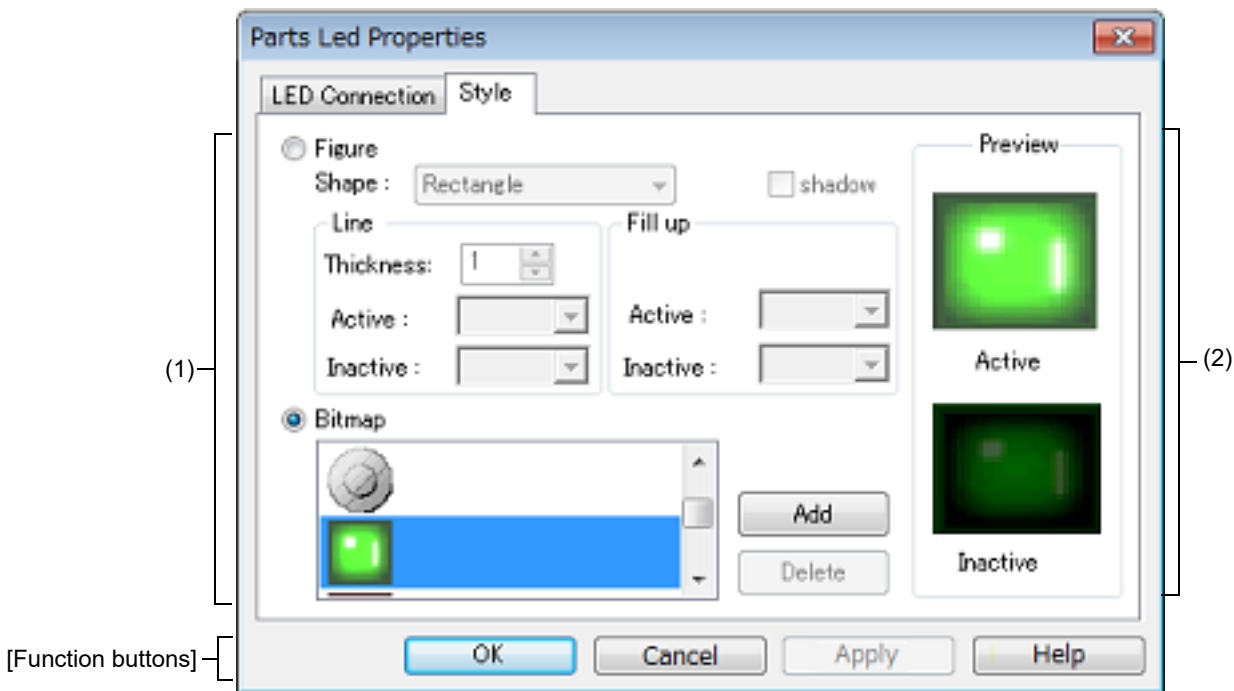 Parts Led Properties
LED Connection Style
Figure
Shape : Rectangle shadow
Line
Thickness: 1
Active :
Inactive :
Fill up
Active :
Inactive :
Bitmap
Add
Delete
Preview
Active
Inactive
(1)
(2)
[Function buttons]
OK Cancel Apply Help